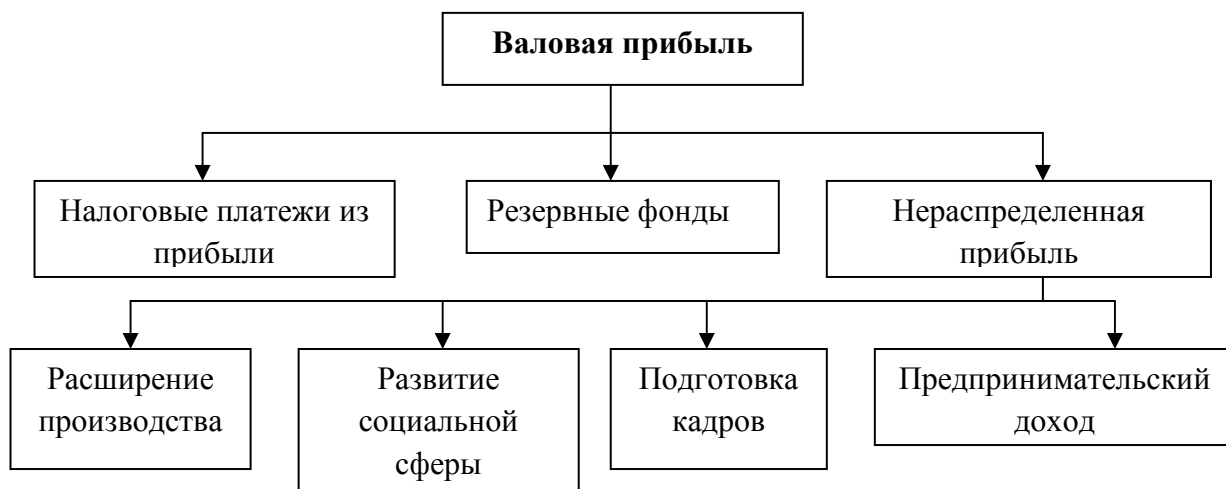 Валовая прибыль
Налоговые платежи из
прибыли
Резервные фонды
Нераспределенная
прибыль
Расширение
производства
Развитие
социальной
сферы
Подготовка
кадров
Предпринимательский
доход